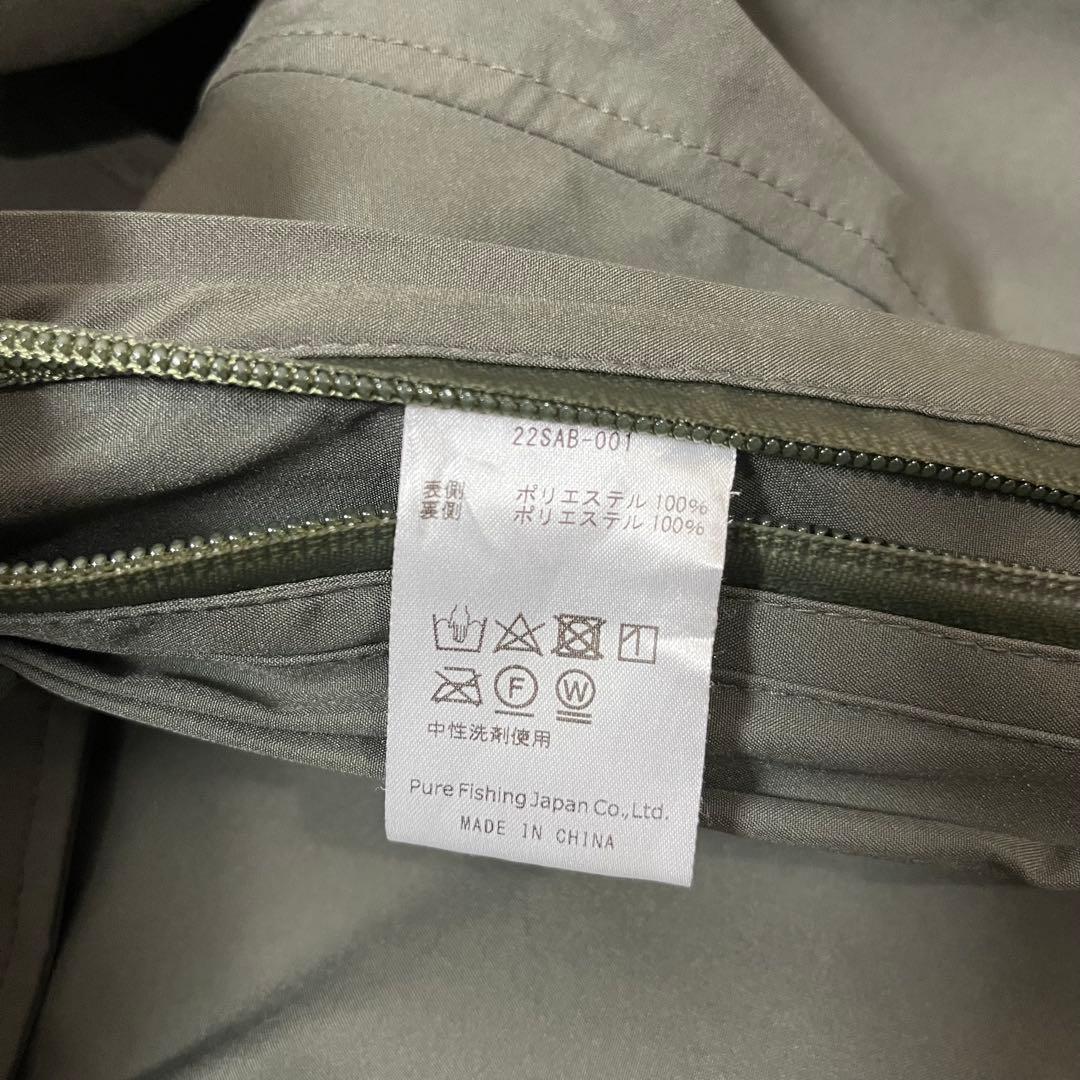 22SAB-001
表側 ポリエステル 100%
裏側 ポリエステル 100%
F W
中性洗剤使用
Pure Fishing Japan Co.,Ltd.
MADE IN CHINA